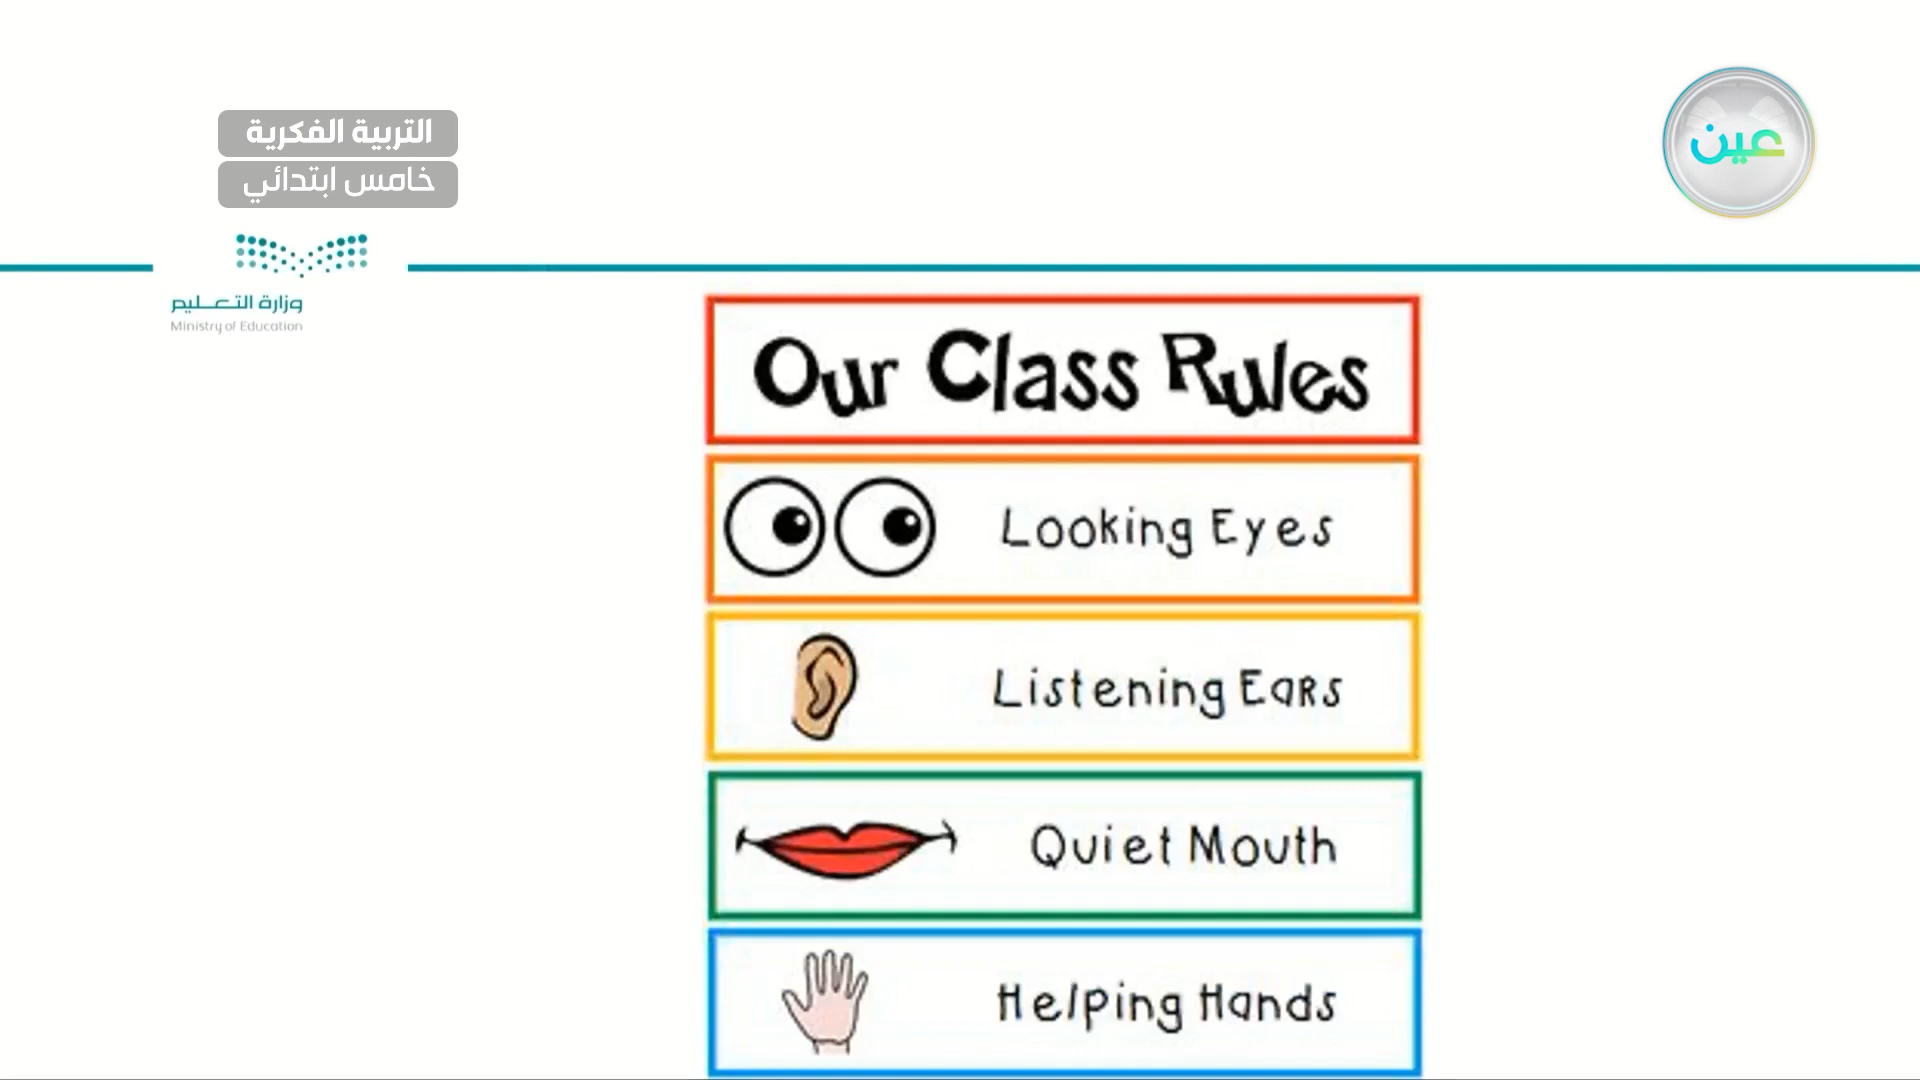 التربية الفكرية
خامس ابتدائي
عين
وزارة التعليم
Ministry of Education
Our Class Rules
Looking Eyes
Listening Ears
Quiet Mouth
Helping Hands